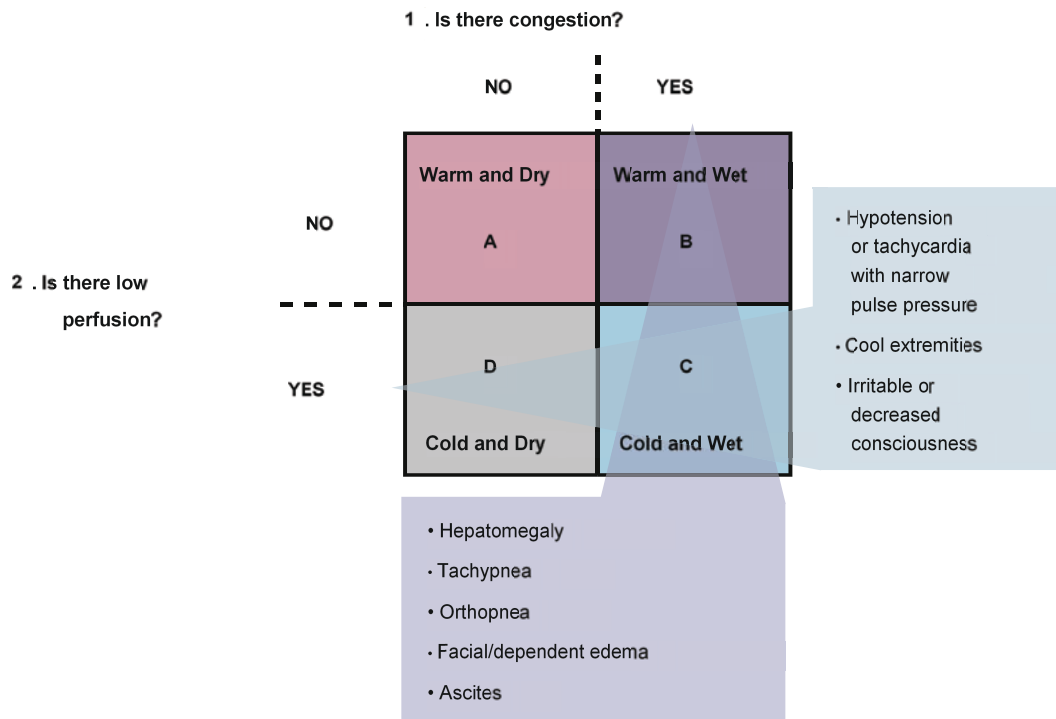 1 . Is there congestion?
NO YES
Warm and Dry Warm and Wet
NO
A B
2 . Is there low
perfusion?
YES
D C
Cold and Dry Cold and Wet
• Hypotension
or tachycardia
with narrow
pulse pressure
• Cool extremities
• Irritable or
decreased
consciousness
• Hepatomegaly
• Tachypnea
• Orthopnea
• Facial/dependent edema
• Ascites